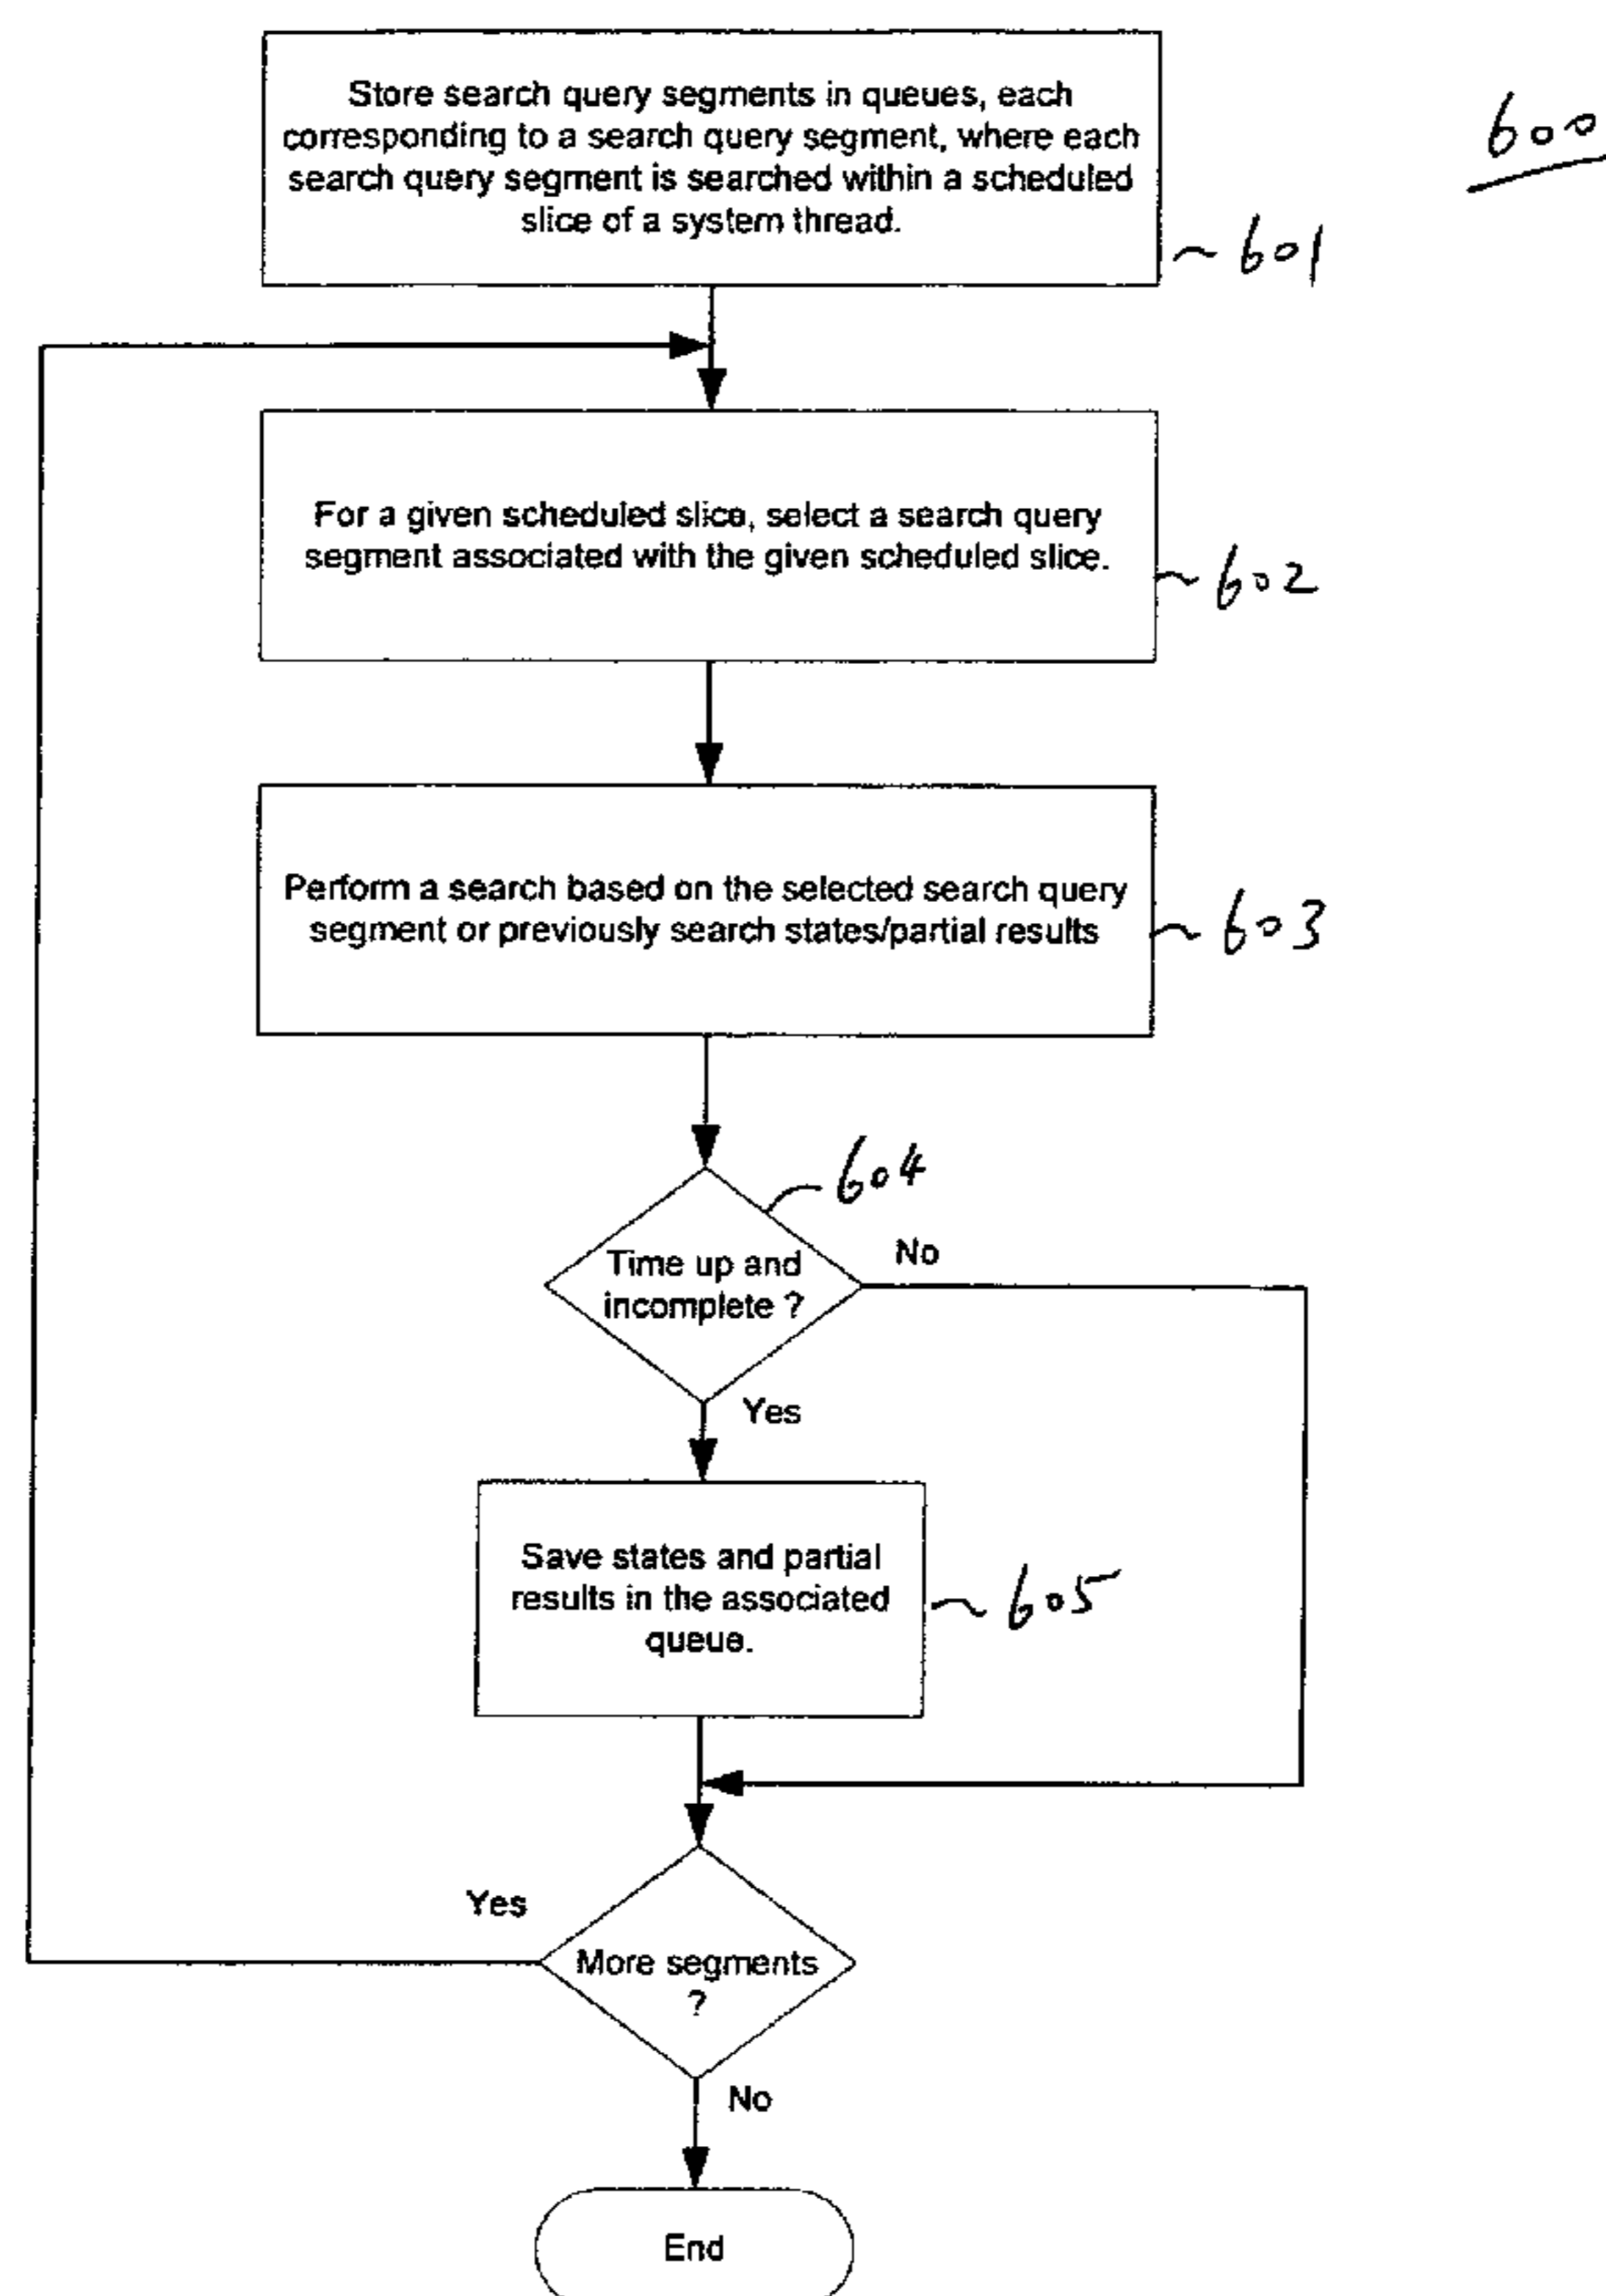 Store search query segments in queues, each
corresponding to a search query segment, where each
search query segment is searched within a scheduled
slice of a system thread.
600
601
For a given scheduled slice, select a search query
segment associated with the given scheduled slice.
602
Perform a search based on the selected search query
segment or previously search states/partial results
603
604
Time up and
incomplete ?
No
Yes
Save states and partial
results in the associated
queue.
605
Yes
More segments
?
No
End